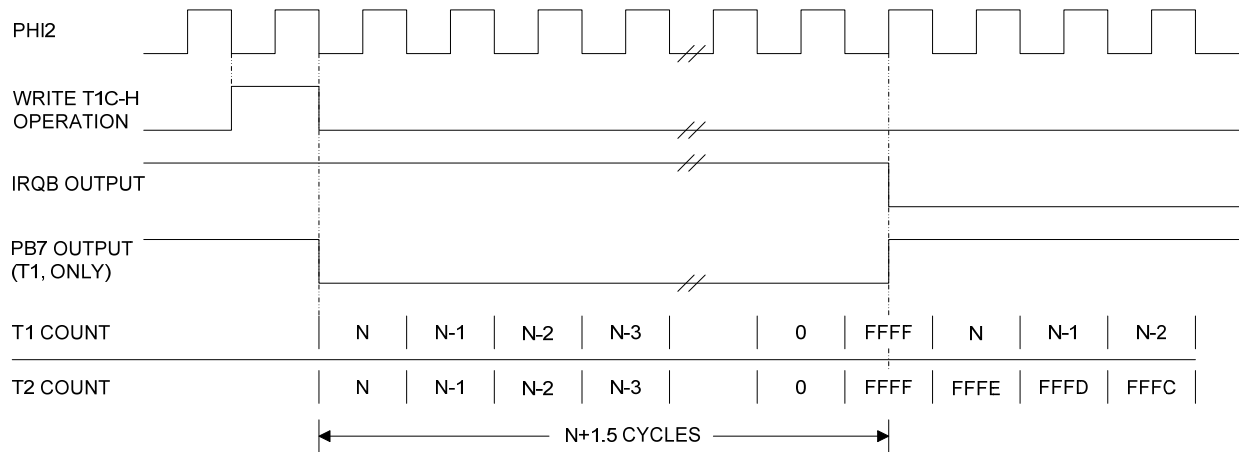 PHI2
WRITE T1C-H
OPERATION
IRQB OUTPUT
PB7 OUTPUT
(T1, ONLY)
T1 COUNT N N-1 N-2 N-3 0 FFFF N N-1 N-2
T2 COUNT N N-1 N-2 N-3 0 FFFF FFFE FFFD FFFC
N+1.5 CYCLES